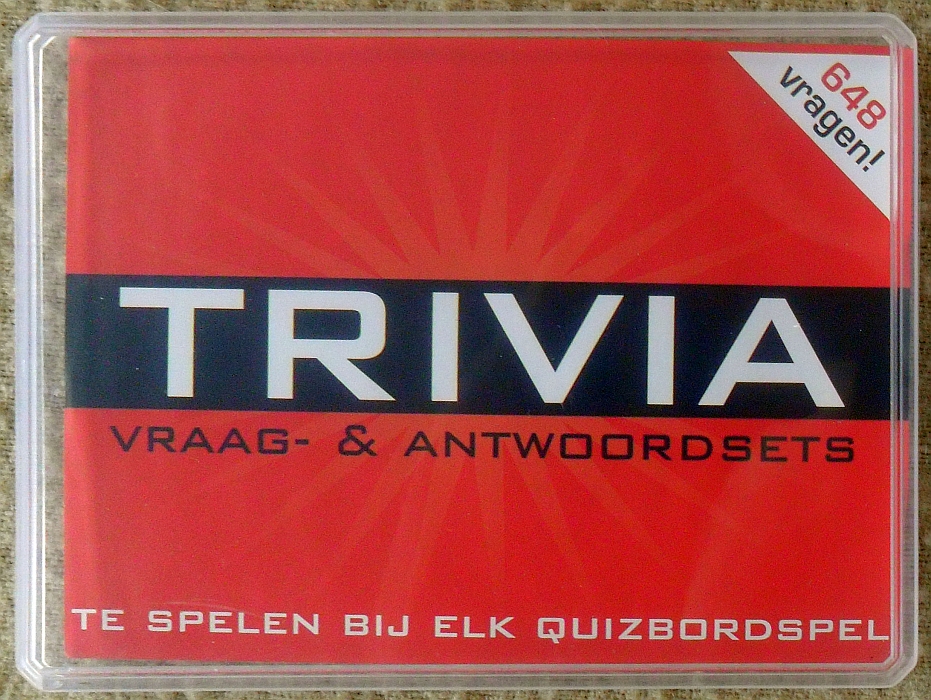 648
vragen!
TRIVIA
VRAAG- & ANTWOORDSETS
TE SPELEN BIJ ELK QUIZBORDSPEL